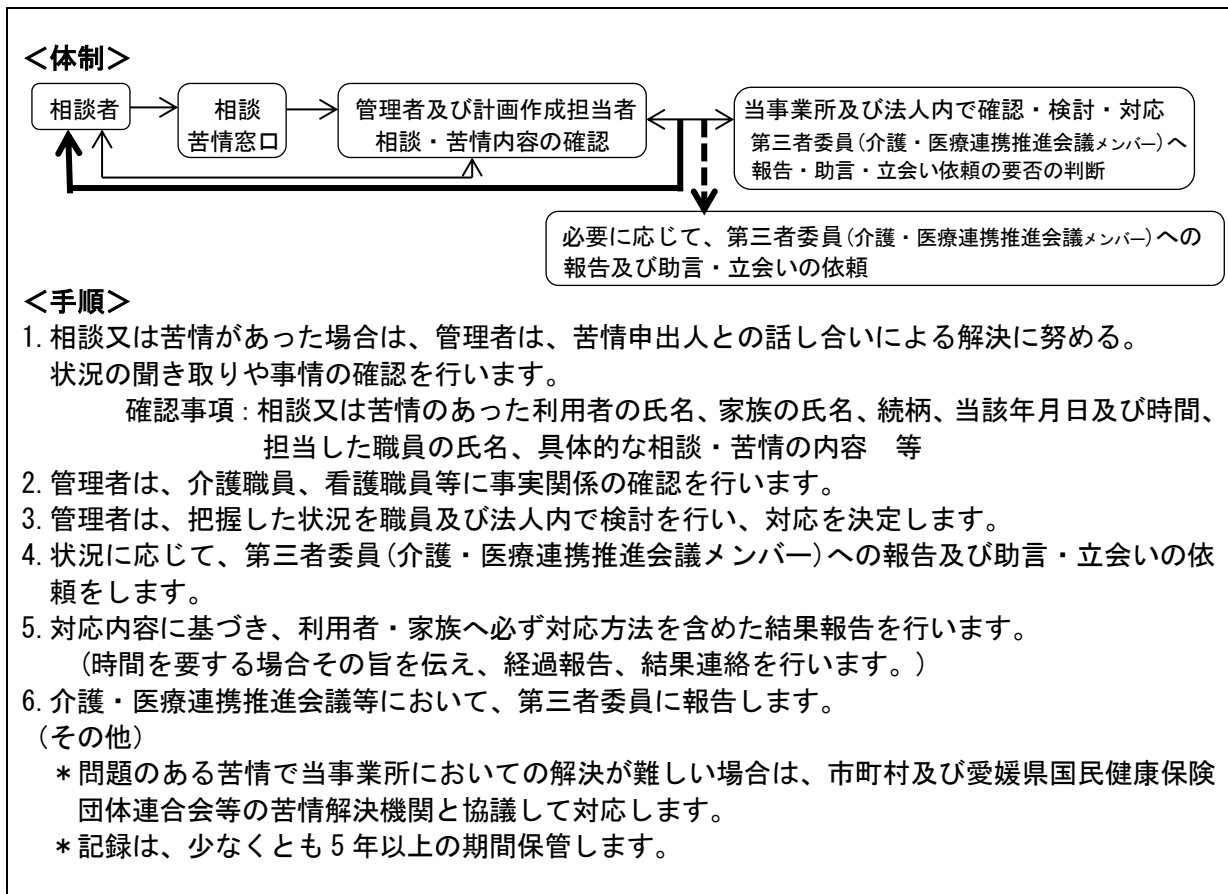 ＜体制＞
相談者
相談
苦情窓口
管理者及び計画作成担当者
相談・苦情内容の確認
当事業所及び法人内で確認・検討・対応
第三者委員(介護・医療連携推進会議メンバー)へ
報告・助言・立会い依頼の要否の判断
必要に応じて、第三者委員(介護・医療連携推進会議メンバー)への
報告及び助言・立会いの依頼
＜手順＞
1. 相談又は苦情があった場合は、管理者は、苦情申出人との話し合いによる解決に努める。
状況の聞き取りや事情の確認を行います。
確認事項：相談又は苦情のあった利用者の氏名、家族の氏名、続柄、当該年月日及び時間、
担当した職員の氏名、具体的な相談・苦情の内容　等
2. 管理者は、介護職員、看護職員等に事実関係の確認を行います。
3. 管理者は、把握した状況を職員及び法人内で検討を行い、対応を決定します。
4. 状況に応じて、第三者委員(介護・医療連携推進会議メンバー)への報告及び助言・立会いの依
頼をします。
5. 対応内容に基づき、利用者・家族へ必ず対応方法を含めた結果報告を行います。
(時間を要する場合その旨を伝え、経過報告、結果連絡を行います。)
6. 介護・医療連携推進会議等において、第三者委員に報告します。
(その他)
＊問題のある苦情で当事業所においての解決が難しい場合は、市町村及び愛媛県国民健康保険
団体連合会等の苦情解決機関と協議して対応します。
＊記録は、少なくとも5年以上の期間保管します。